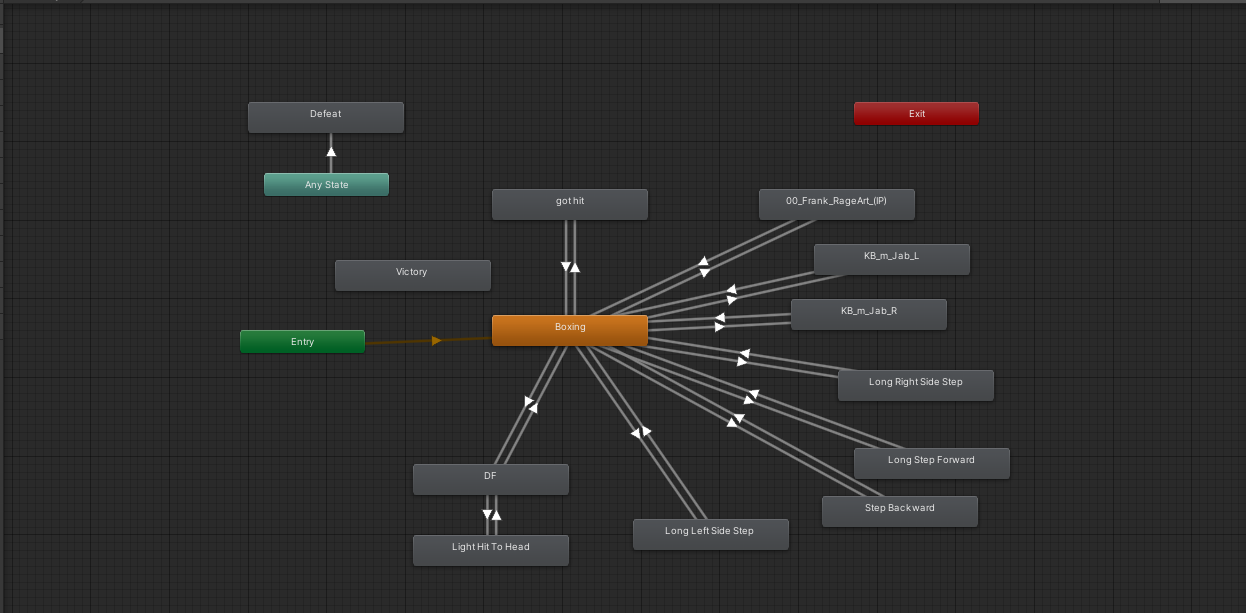 Defeat
Exit
Any State
got hit
00_Frank_RageArt_(IP)
KB_m_Jab_L
Victory
KB_m_Jab_R
Boxing
Entry
Long Right Side Step
Long Step Forward
DF
Step Backward
Long Left Side Step
Light Hit To Head